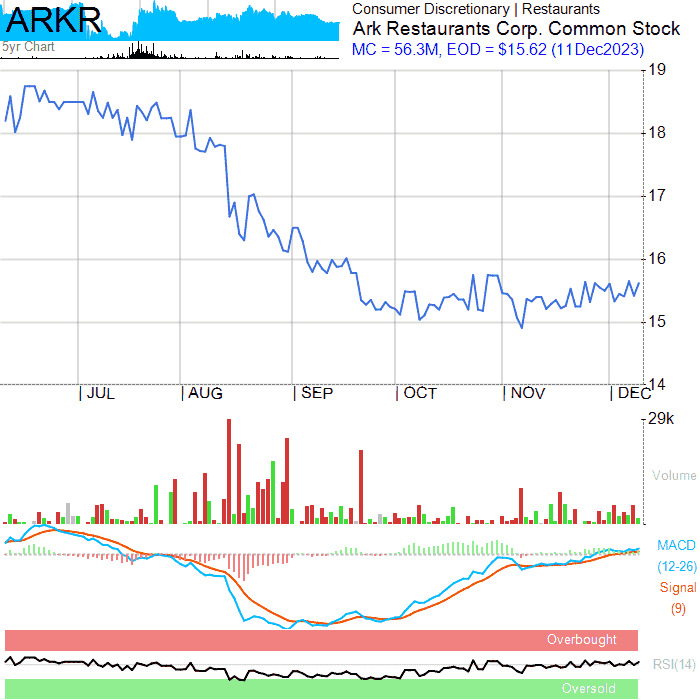 ARKR
5yr Chart
Consumer Discretionary | Restaurants
Ark Restaurants Corp. Common Stock
MC = 56.3M, EOD = $15.62 (11Dec2023)
19
18
17
16
15
14
JUL
AUG
SEP
OCT
NOV
DEC
29k
Volume
MACD
(12-26)
Signal
(9)
Overbought
RSI(14)
Oversold